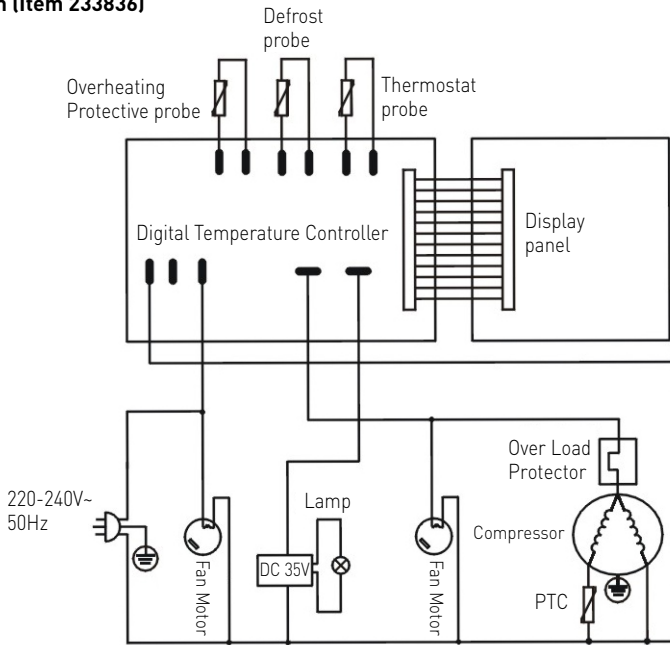 (Item 233836)
Defrost
probe
Overheating
Protective probe
Thermostat
probe
Digital Temperature Controller
Display
panel
Over Load
Protector
220-240V~
50Hz
Lamp
Compressor
Fan Motor
DC 35V
Fan Motor
PTC